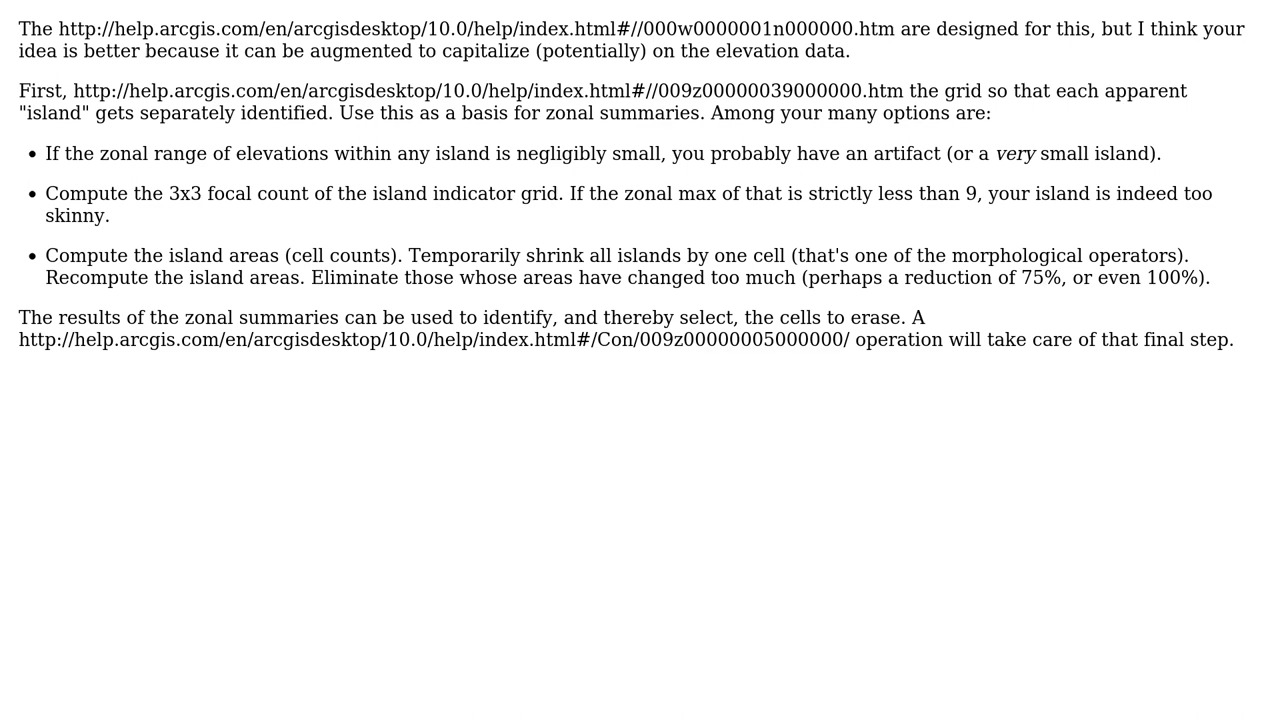 The http://help.arcgis.com/en/arcgisdesktop/10.0/help/index.html#//000w0000001n000000.htm are designed for this, but I think your
idea is better because it can be augmented to capitalize (potentially) on the elevation data.
First, http://help.arcgis.com/en/arcgisdesktop/10.0/help/index.html#//009z00000039000000.htm the grid so that each apparent
"island" gets separately identified. Use this as a basis for zonal summaries. Among your many options are:
• If the zonal range of elevations within any island is negligibly small, you probably have an artifact (or a very small island).
• Compute the 3x3 focal count of the island indicator grid. If the zonal max of that is strictly less than 9, your island is indeed too
skinny.
• Compute the island areas (cell counts). Temporarily shrink all islands by one cell (that's one of the morphological operators).
Recompute the island areas. Eliminate those whose areas have changed too much (perhaps a reduction of 75%, or even 100%).
The results of the zonal summaries can be used to identify, and thereby select, the cells to erase. A
http://help.arcgis.com/en/arcgisdesktop/10.0/help/index.html#/Con/009z00000005000000/ operation will take care of that final step.